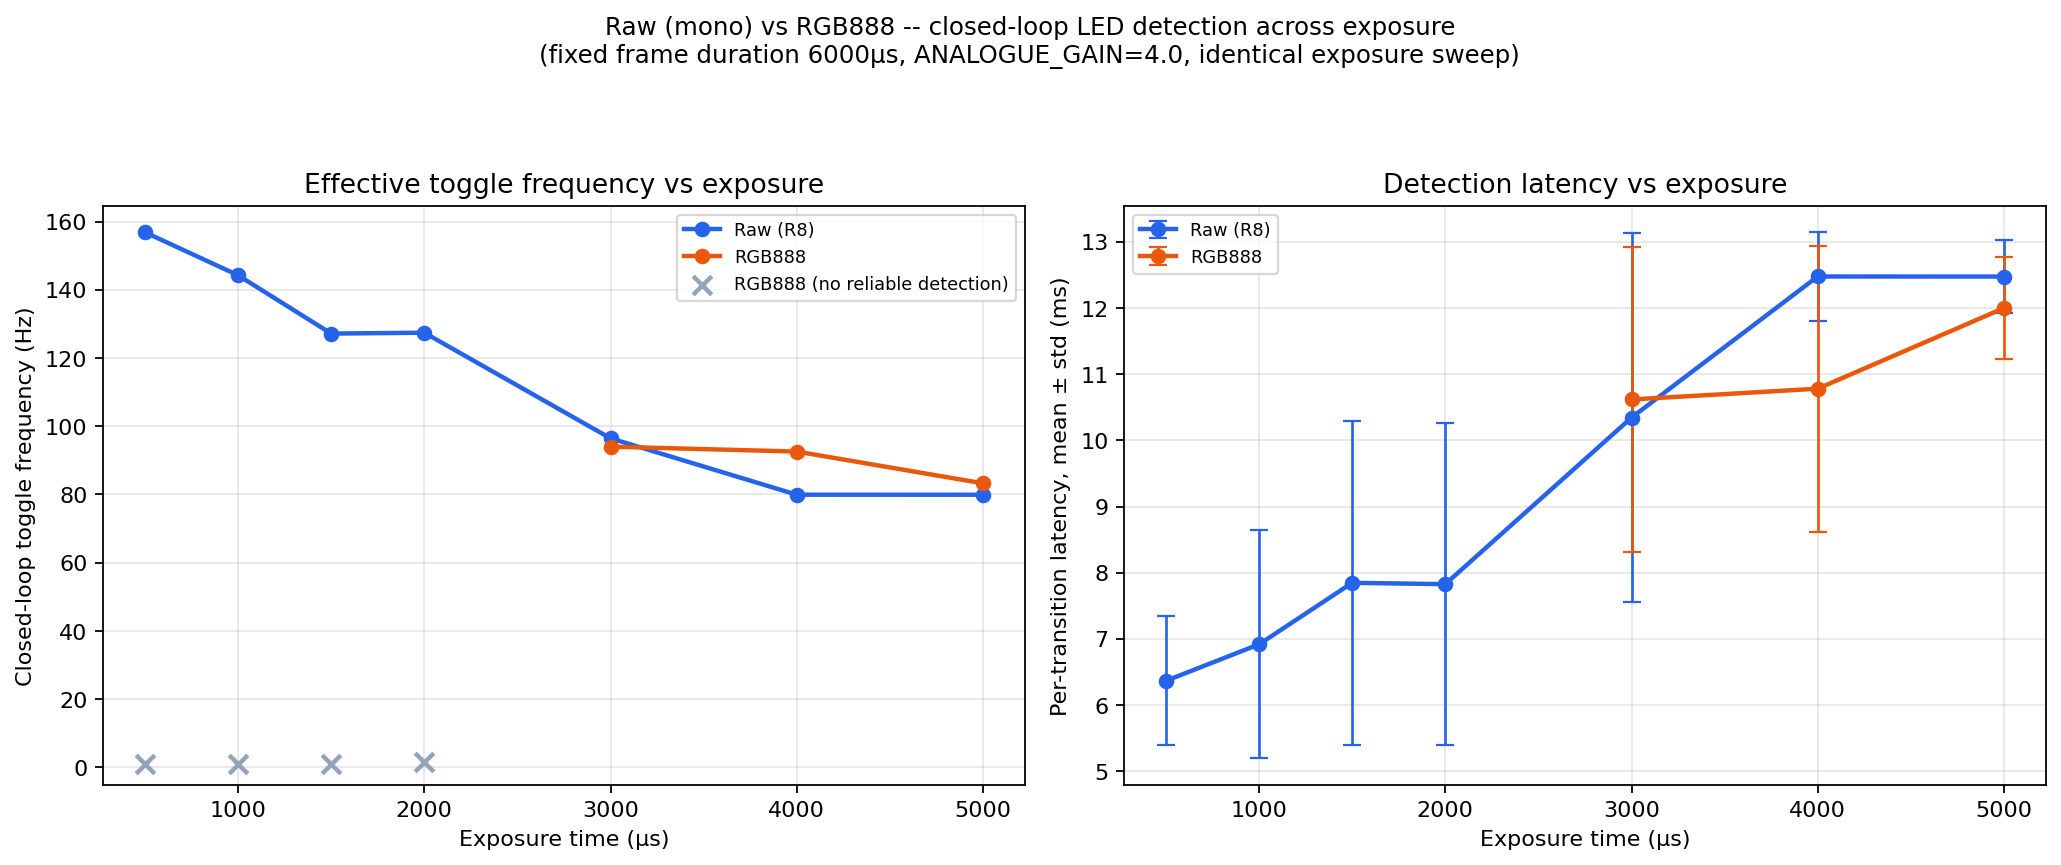 Raw (mono) vs RGB888 -- closed-loop LED detection across exposure
(fixed frame duration 6000µs, ANALOGUE_GAIN=4.0, identical exposure sweep)
Effective toggle frequency vs exposure
Closed-loop toggle frequency (Hz)
160
140
120
100
80
60
40
20
0
Raw (R8)
RGB888
RGB888 (no reliable detection)
1000
2000
3000
4000
5000
Exposure time (µs)
Detection latency vs exposure
Per-transition latency, mean ± std (ms)
13
12
11
10
9
8
7
6
5
Raw (R8)
RGB888
1000
2000
3000
4000
5000
Exposure time (µs)